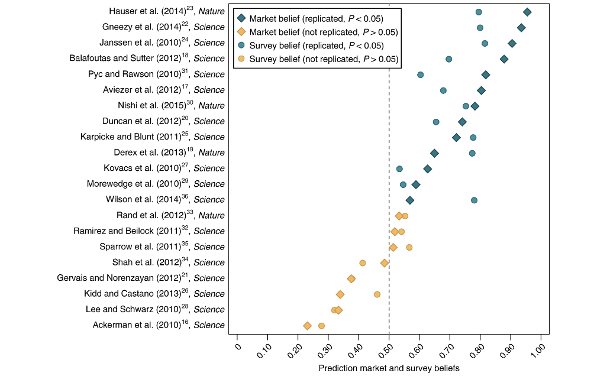 Hauser et al. (2014)23, Nature
Gneezy et al. (2014)22, Science
Janssen et al. (2010)24, Science
Balafoutas and Sutter (2012)18, Science
Pyc and Rawson (2010)31, Science
Aviezer et al. (2012)17, Science
Nishi et al. (2015)30, Nature
Duncan et al. (2012)20, Science
Karpicke and Blunt (2011)25, Science
Derex et al. (2013)19, Nature
Kovacs et al. (2010)27, Science
Morewedge et al. (2010)29, Science
Wilson et al. (2014)36, Science
Rand et al. (2012)33, Nature
Ramirez and Beilock (2011)32, Science
Sparrow et al. (2011)35, Science
Shah et al. (2012)34, Science
Gervais and Norenzayan (2012)21, Science
Kidd and Castano (2013)26, Science
Lee and Schwarz (2010)28, Science
Ackerman et al. (2010)16, Science
Market belief (replicated, P < 0.05)
Market belief (not replicated, P > 0.05)
Survey belief (replicated, P < 0.05)
Survey belief (not replicated, P > 0.05)
0 0.10 0.20 0.30 0.40 0.50 0.60 0.70 0.80 0.90 1.00
Prediction market and survey beliefs